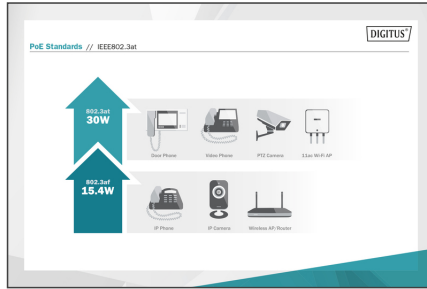 DIGITUS®
PoE Standards // IEEE802.3at
802.3at
30W
Door Phone
Video Phone
PTZ Camera
11ac Wi-Fi AP
802.3af
15.4W
IP Phone
IP Camera
Wireless AP/Router